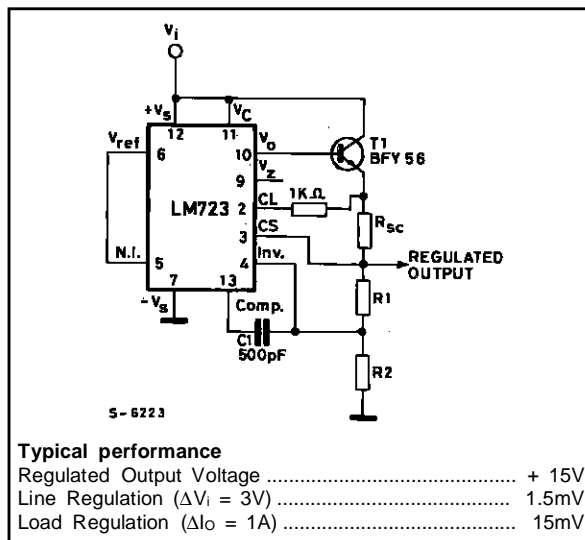 Vi
+Vs VC
12 11
Vref Vo T1
6 10 BFY 56
Vz
9
1KΩ
LM723 CL
2
Rsc
CS
3
REGULATED
OUTPUT
N.I. Inv.
5 4
R1
7 13
-Vs Comp.
C1
500pF
R2
S-6223
Typical performance
Regulated Output Voltage ............................................ + 15V
Line Regulation (ΔVi = 3V) ............................................ 1.5mV
Load Regulation (ΔIO = 1A) ............................................ 15mV